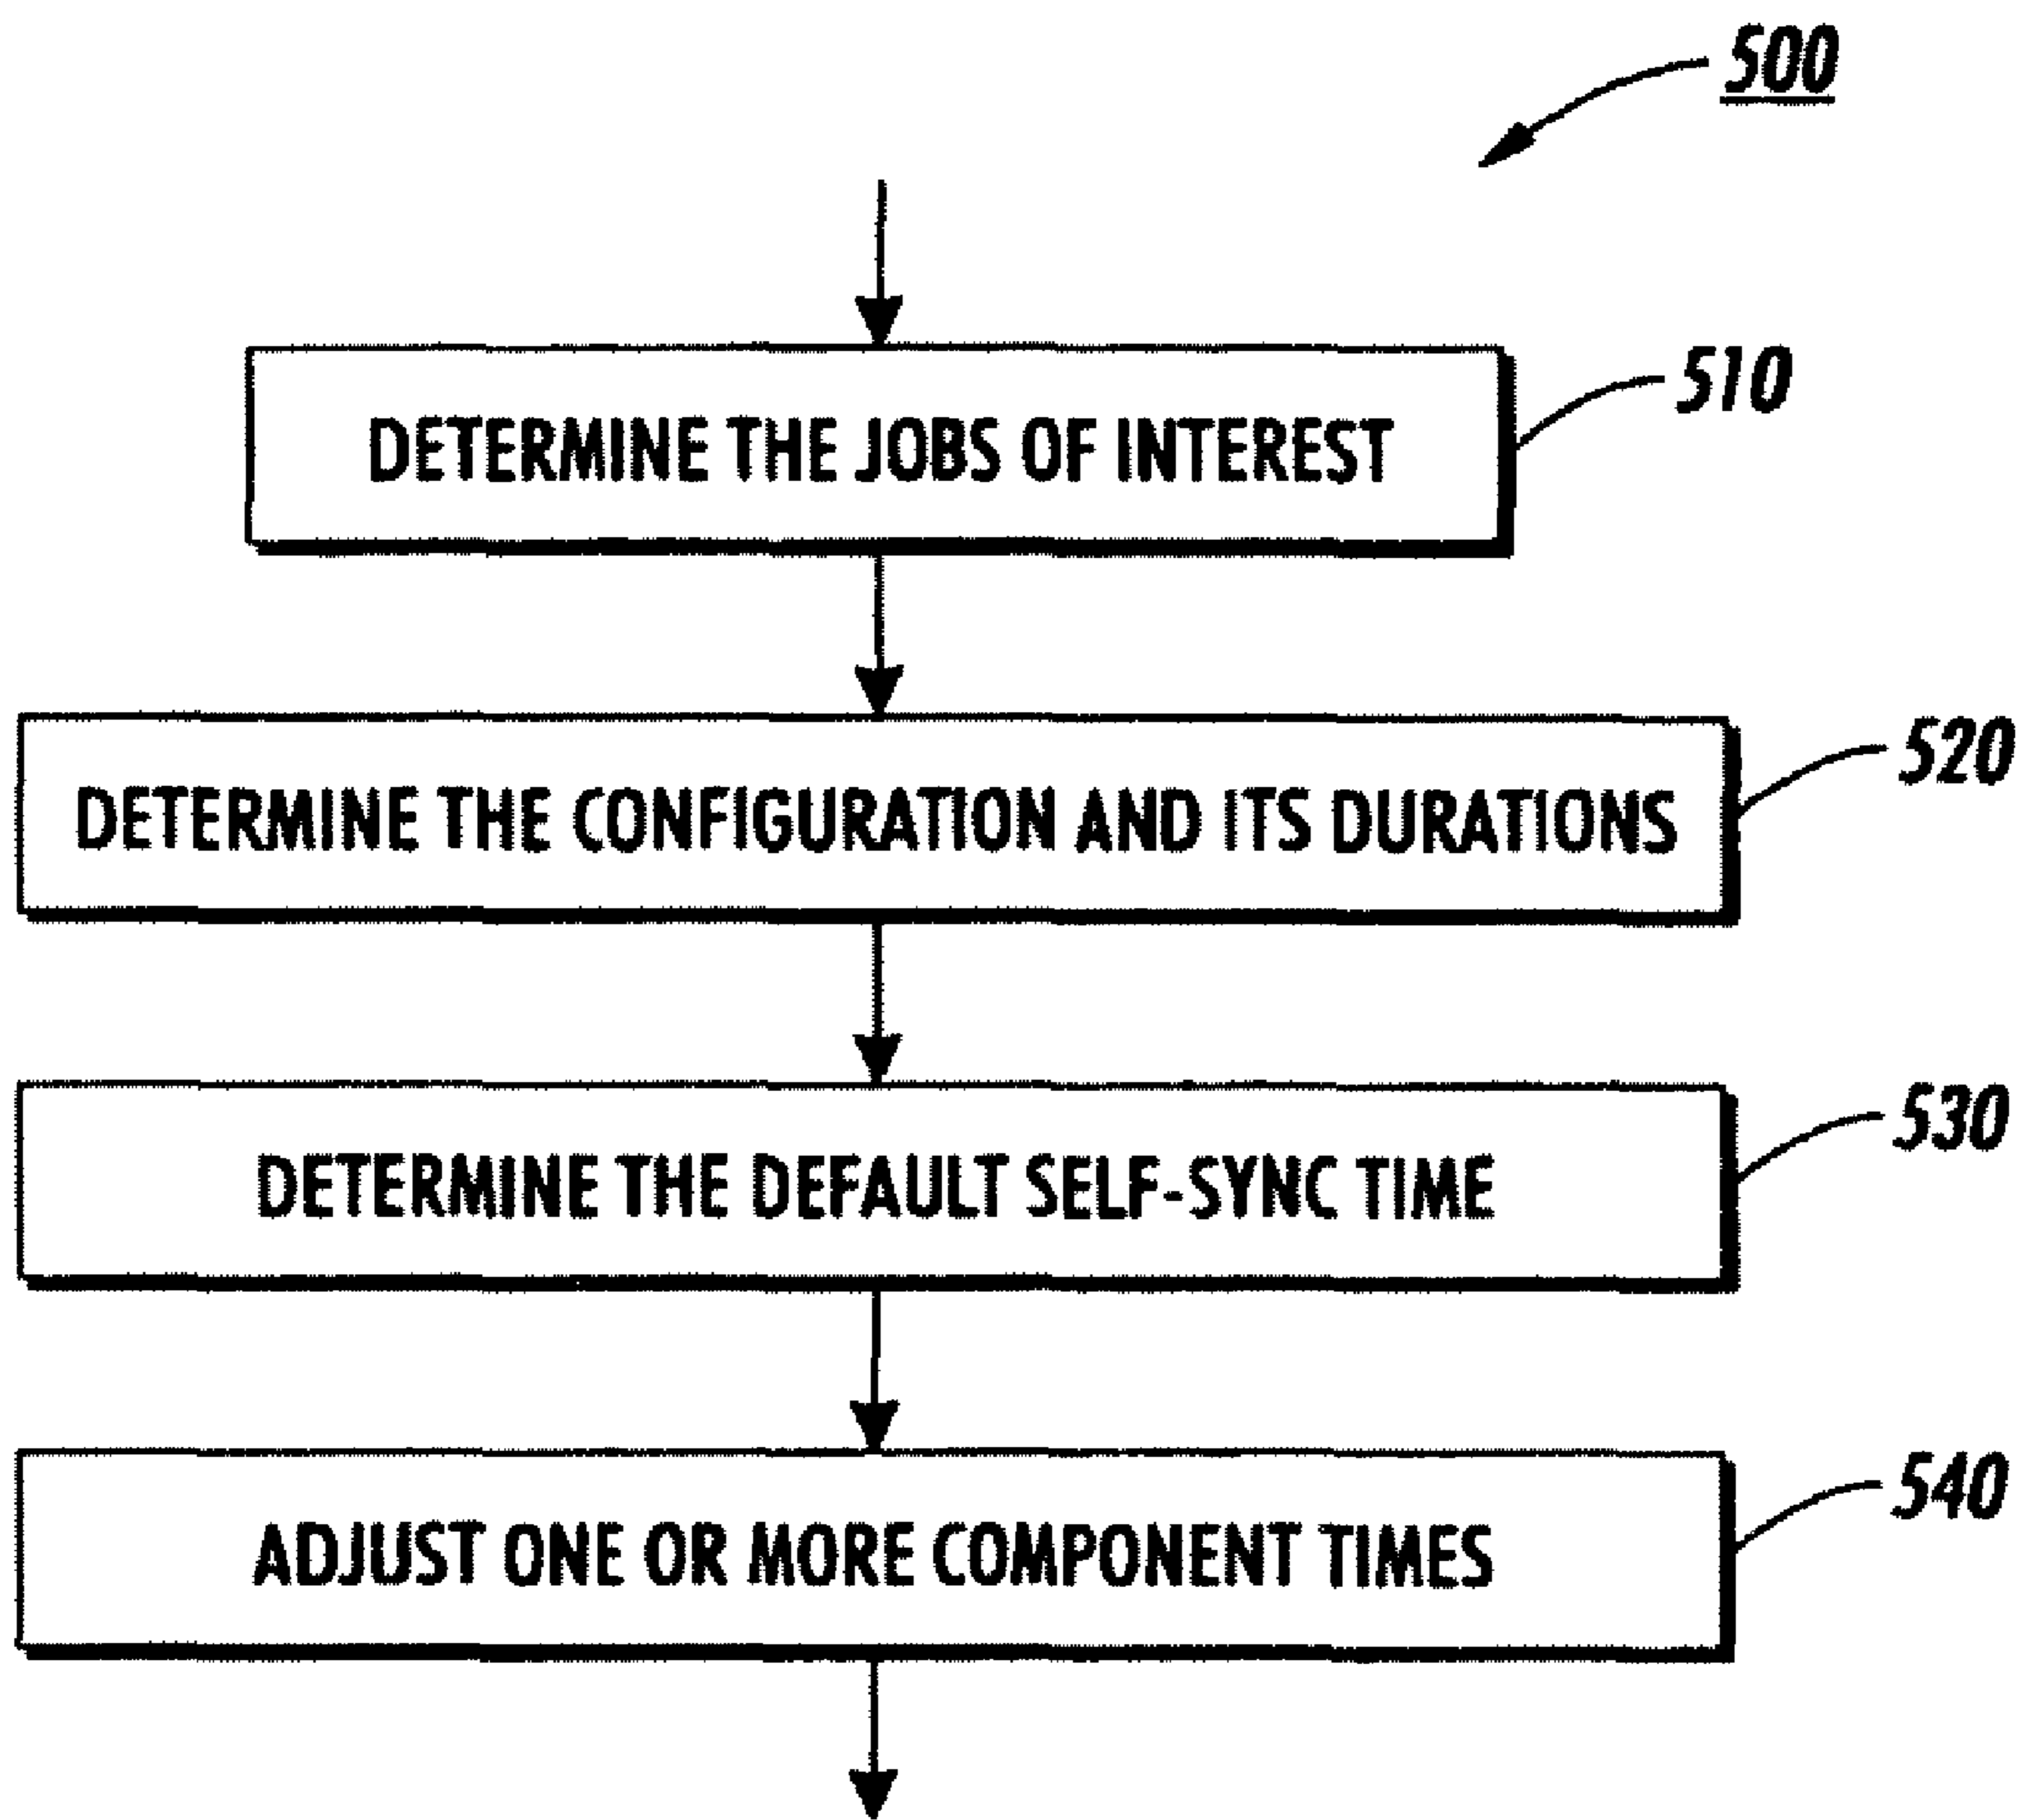 500
DETERMINE THE JOBS OF INTEREST
510
DETERMINE THE CONFIGURATION AND ITS DURATIONS
520
DETERMINE THE DEFAULT SELF-SYNC TIME
530
ADJUST ONE OR MORE COMPONENT TIMES
540